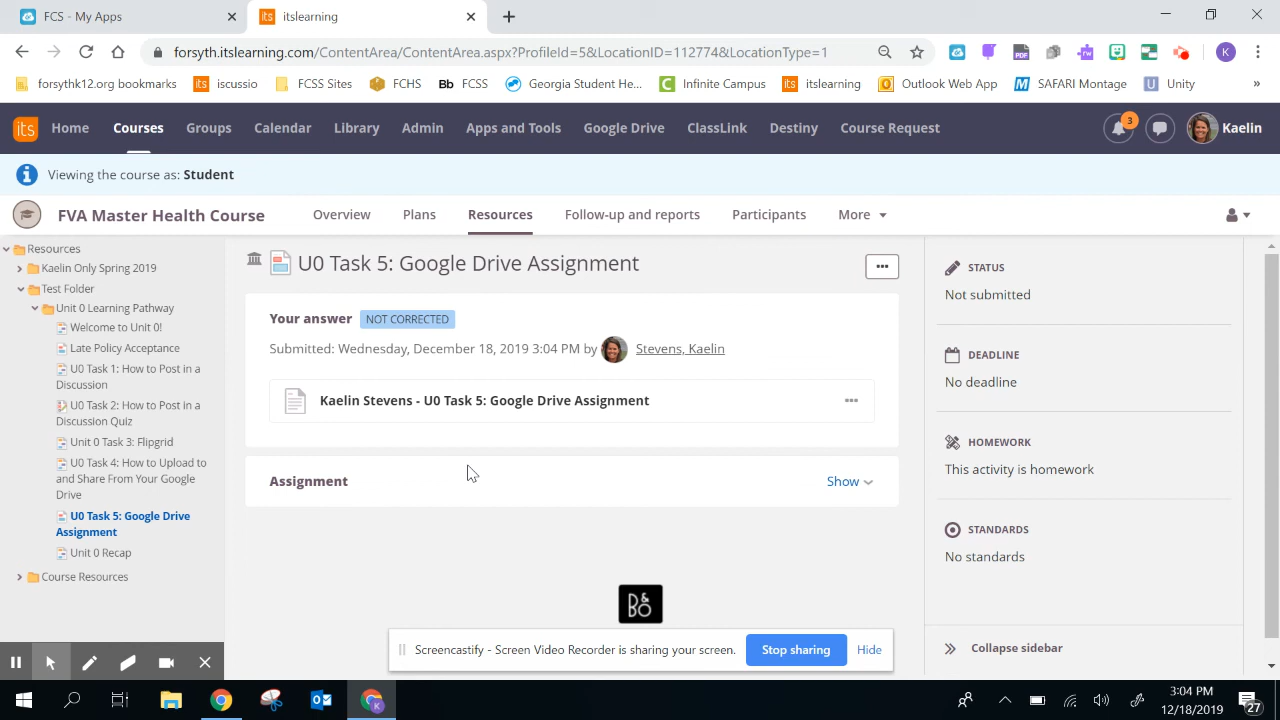 FCS - My Apps
itslearning
forsyth.itslearning.com/ContentArea/ContentArea.aspx?ProfileId=5&LocationID=112774&LocationType=1
PDF
rw
K
forsythk12.org bookmarks
its
iscussio
FCSS Sites
FCHS
Bb
FCSS
Georgia Student He...
Infinite Campus
its
itslearning
Outlook Web App
SAFARI Montage
Unity
»
its
Home
Courses
Groups
Calendar
Library
Admin
Apps and Tools
Google Drive
ClassLink
Destiny
Course Request
3
Kaelin
Viewing the course as: Student
FVA Master Health Course
Overview
Plans
Resources
Follow-up and reports
Participants
More
Resources
Kaelin Only Spring 2019
Test Folder
Unit 0 Learning Pathway
Welcome to Unit 0!
Late Policy Acceptance
U0 Task 1: How to Post in a
Discussion
U0 Task 2: How to Post in a
Discussion Quiz
Unit 0 Task 3: Flipgrid
U0 Task 4: How to Upload to
and Share From Your Google
Drive
U0 Task 5: Google Drive
Assignment
Unit 0 Recap
Course Resources
U0 Task 5: Google Drive Assignment
Your answer NOT CORRECTED
Submitted: Wednesday, December 18, 2019 3:04 PM by Stevens, Kaelin
Kaelin Stevens - U0 Task 5: Google Drive Assignment
Assignment
Show
STATUS
Not submitted
DEADLINE
No deadline
HOMEWORK
This activity is homework
STANDARDS
No standards
Collapse sidebar
B&O
Screencastify - Screen Video Recorder is sharing your screen.
Stop sharing
Hide
3:04 PM
12/18/2019
27